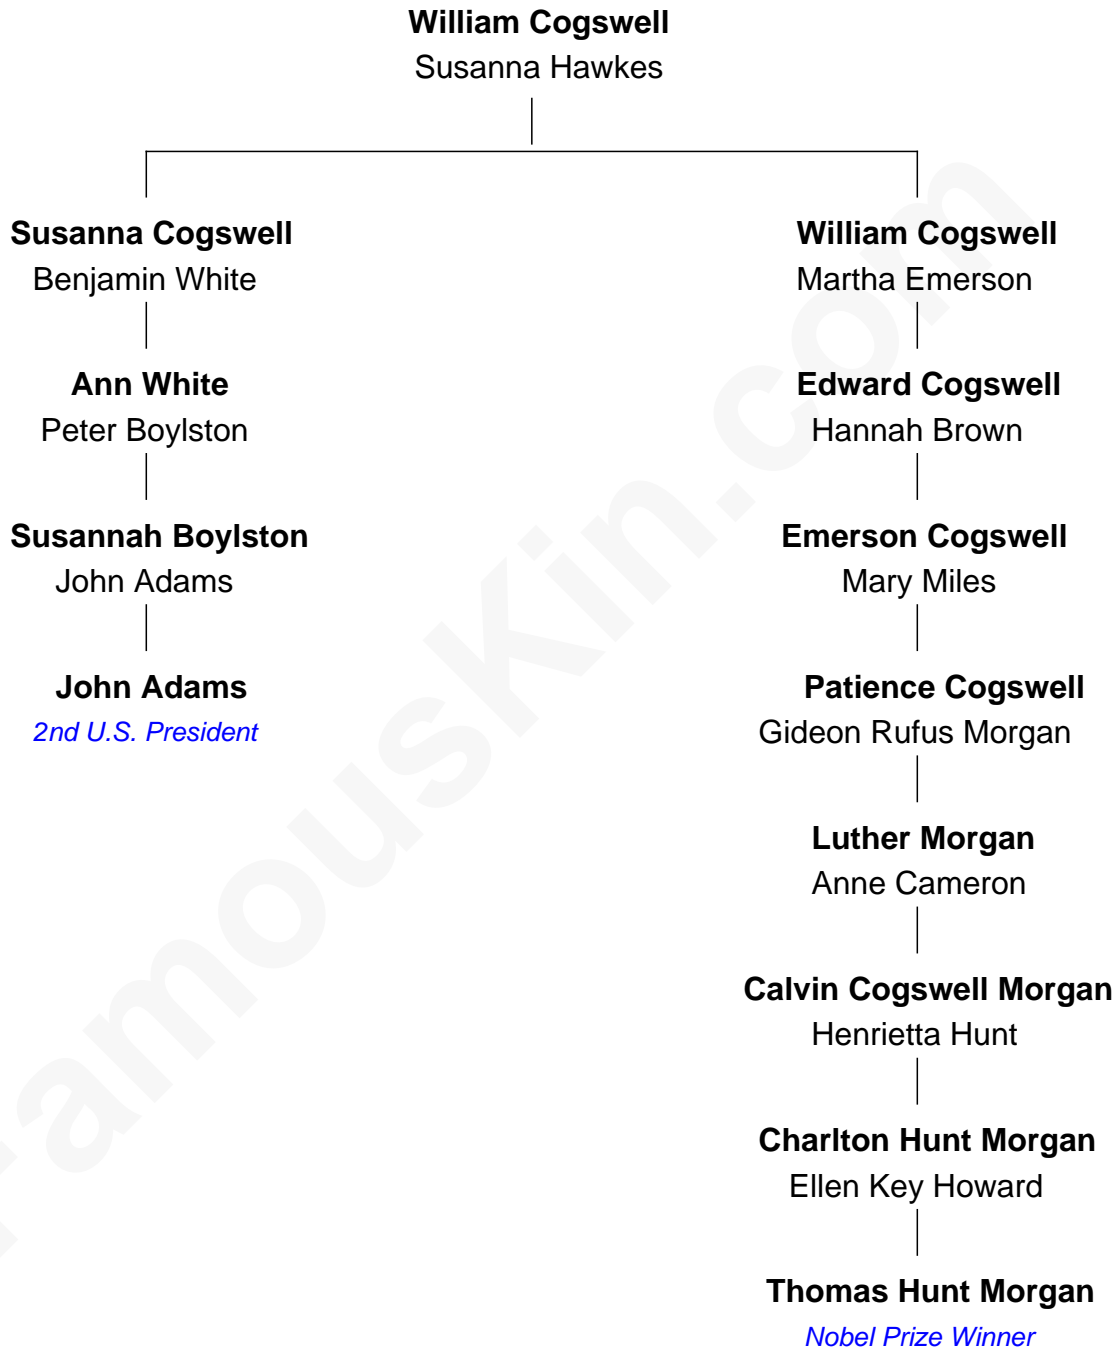 William Cogswell
Susanna Hawkes
Susanna Cogswell
Benjamin White
Ann White
Peter Boylston
Susannah Boylston
John Adams
John Adams
2nd U.S. President
William Cogswell
Martha Emerson
Edward Cogswell
Hannah Brown
Emerson Cogswell
Mary Miles
Patience Cogswell
Gideon Rufus Morgan
Luther Morgan
Anne Cameron
Calvin Cogswell Morgan
Henrietta Hunt
Charlton Hunt Morgan
Ellen Key Howard
Thomas Hunt Morgan
Nobel Prize Winner
FamousKin.com